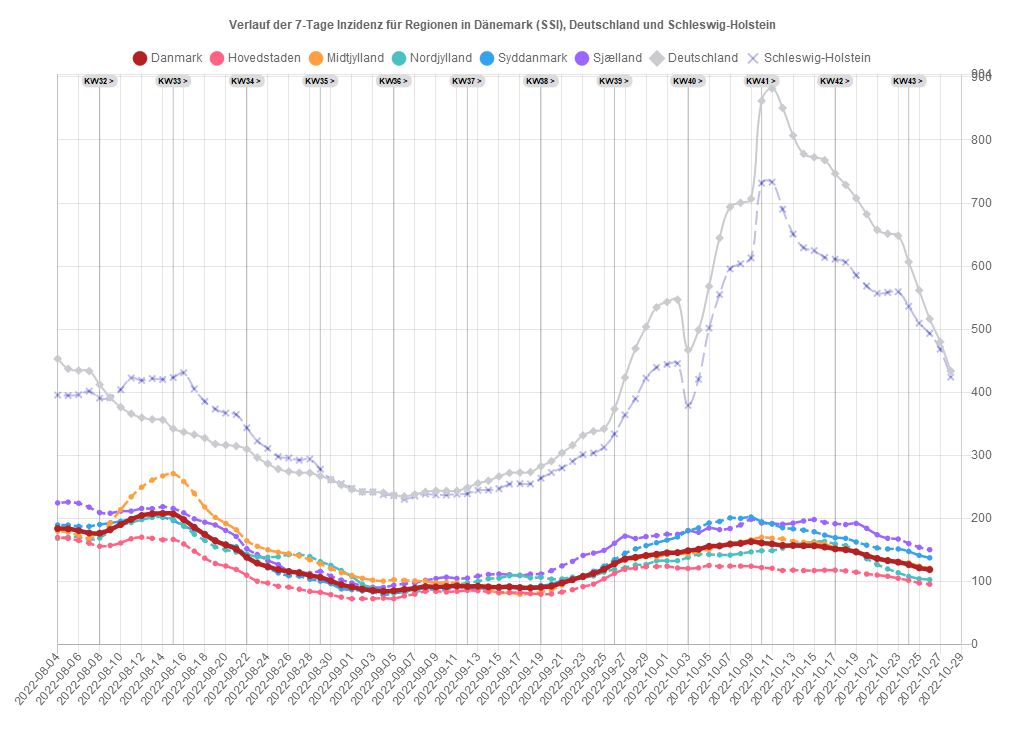 Verlauf der 7-Tage Inzidenz für Regionen in Dänemark (SSI), Deutschland und Schleswig-Holstein
Danmark Hovedstaden Midtjylland Nordjylland Syddanmark Sjælland Deutschland Schleswig-Holstein
KW32 > KW33 > KW34 > KW35 > KW36 > KW37 > KW38 > KW39 > KW40 > KW41 > KW42 > KW43 >
904
900
800
700
600
500
400
300
200
100
0
2022-08-04 2022-08-06 2022-08-08 2022-08-10 2022-08-12 2022-08-14 2022-08-16 2022-08-18 2022-08-20 2022-08-22 2022-08-24 2022-08-26 2022-08-28 2022-08-30 2022-09-01 2022-09-03 2022-09-05 2022-09-07 2022-09-09 2022-09-11 2022-09-13 2022-09-15 2022-09-17 2022-09-19 2022-09-21 2022-09-23 2022-09-25 2022-09-27 2022-09-29 2022-10-01 2022-10-03 2022-10-05 2022-10-07 2022-10-09 2022-10-11 2022-10-13 2022-10-15 2022-10-17 2022-10-19 2022-10-21 2022-10-23 2022-10-25 2022-10-27 2022-10-29